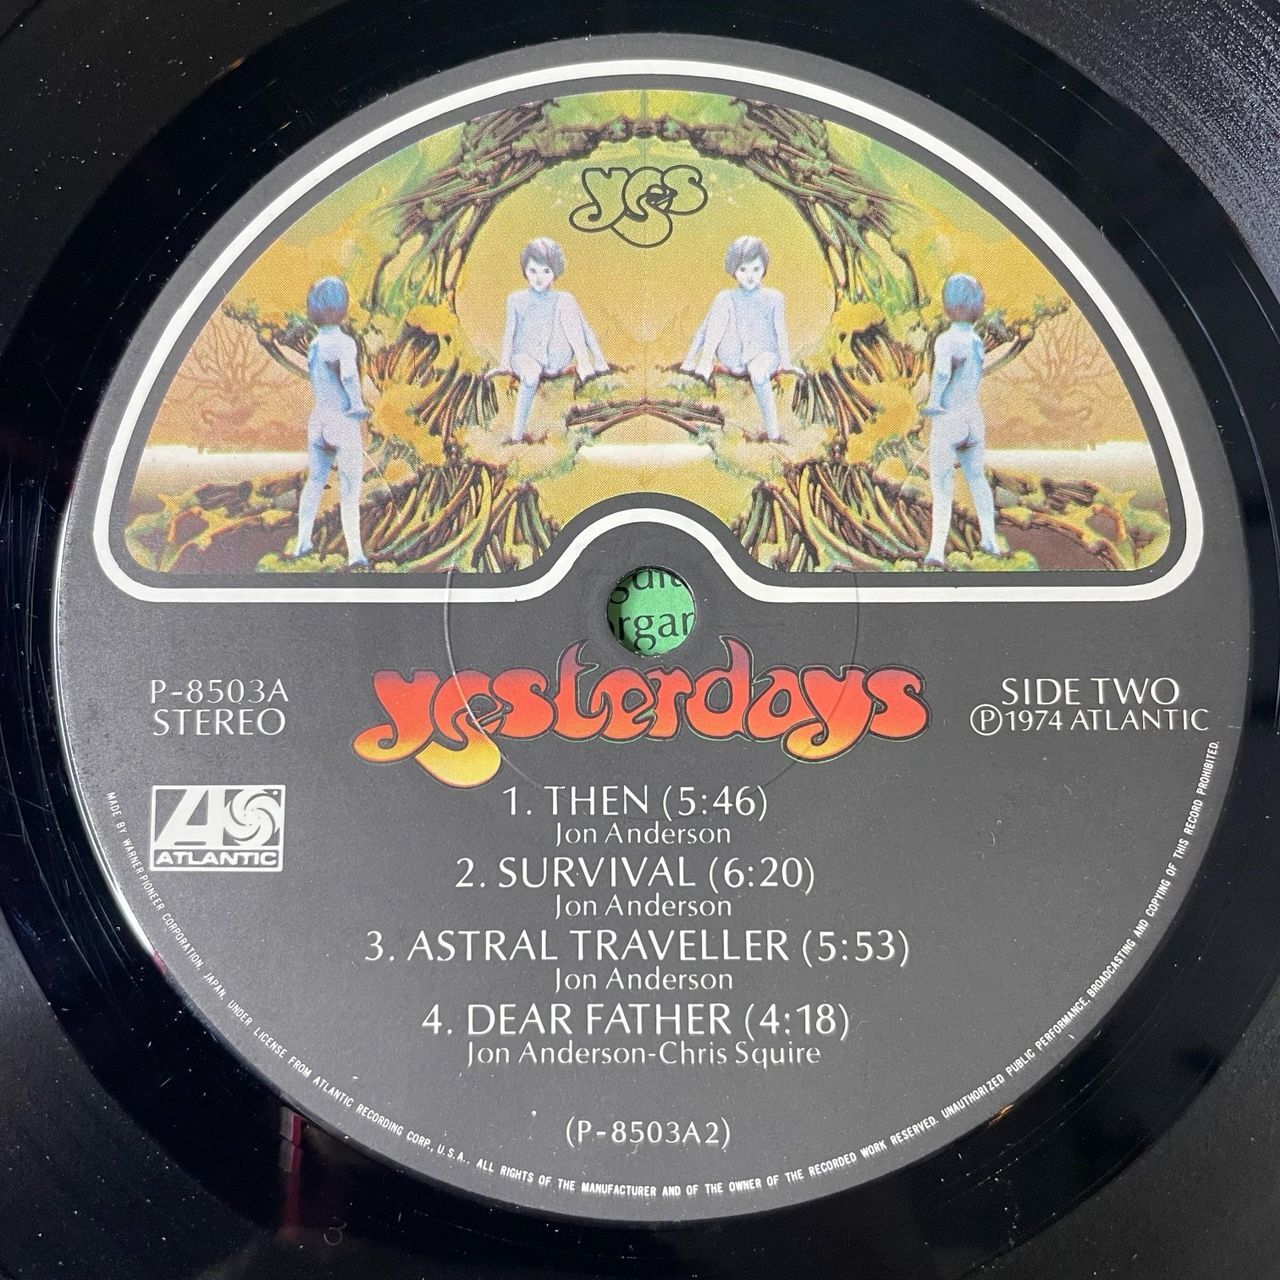 yes
guit
rgar
P-8503A
STEREO
yesterdays
SIDE TWO
Ⓟ1974 ATLANTIC
ATLANTIC
1. THEN (5:46)
Jon Anderson
2. SURVIVAL (6:20)
Jon Anderson
3. ASTRAL TRAVELLER (5:53)
Jon Anderson
4. DEAR FATHER (4:18)
Jon Anderson-Chris Squire
(P-8503A2)
MADE BY WARNER-PIONEER CORPORATION, JAPAN, UNDER LICENSE FROM ATLANTIC RECORDING CORP., U.S.A. ALL RIGHTS OF THE MANUFACTURER AND OF THE OWNER OF THE RECORDED WORK RESERVED. UNAUTHORIZED PUBLIC PERFORMANCE, BROADCASTING AND COPYING OF THIS RECORD PROHIBITED.